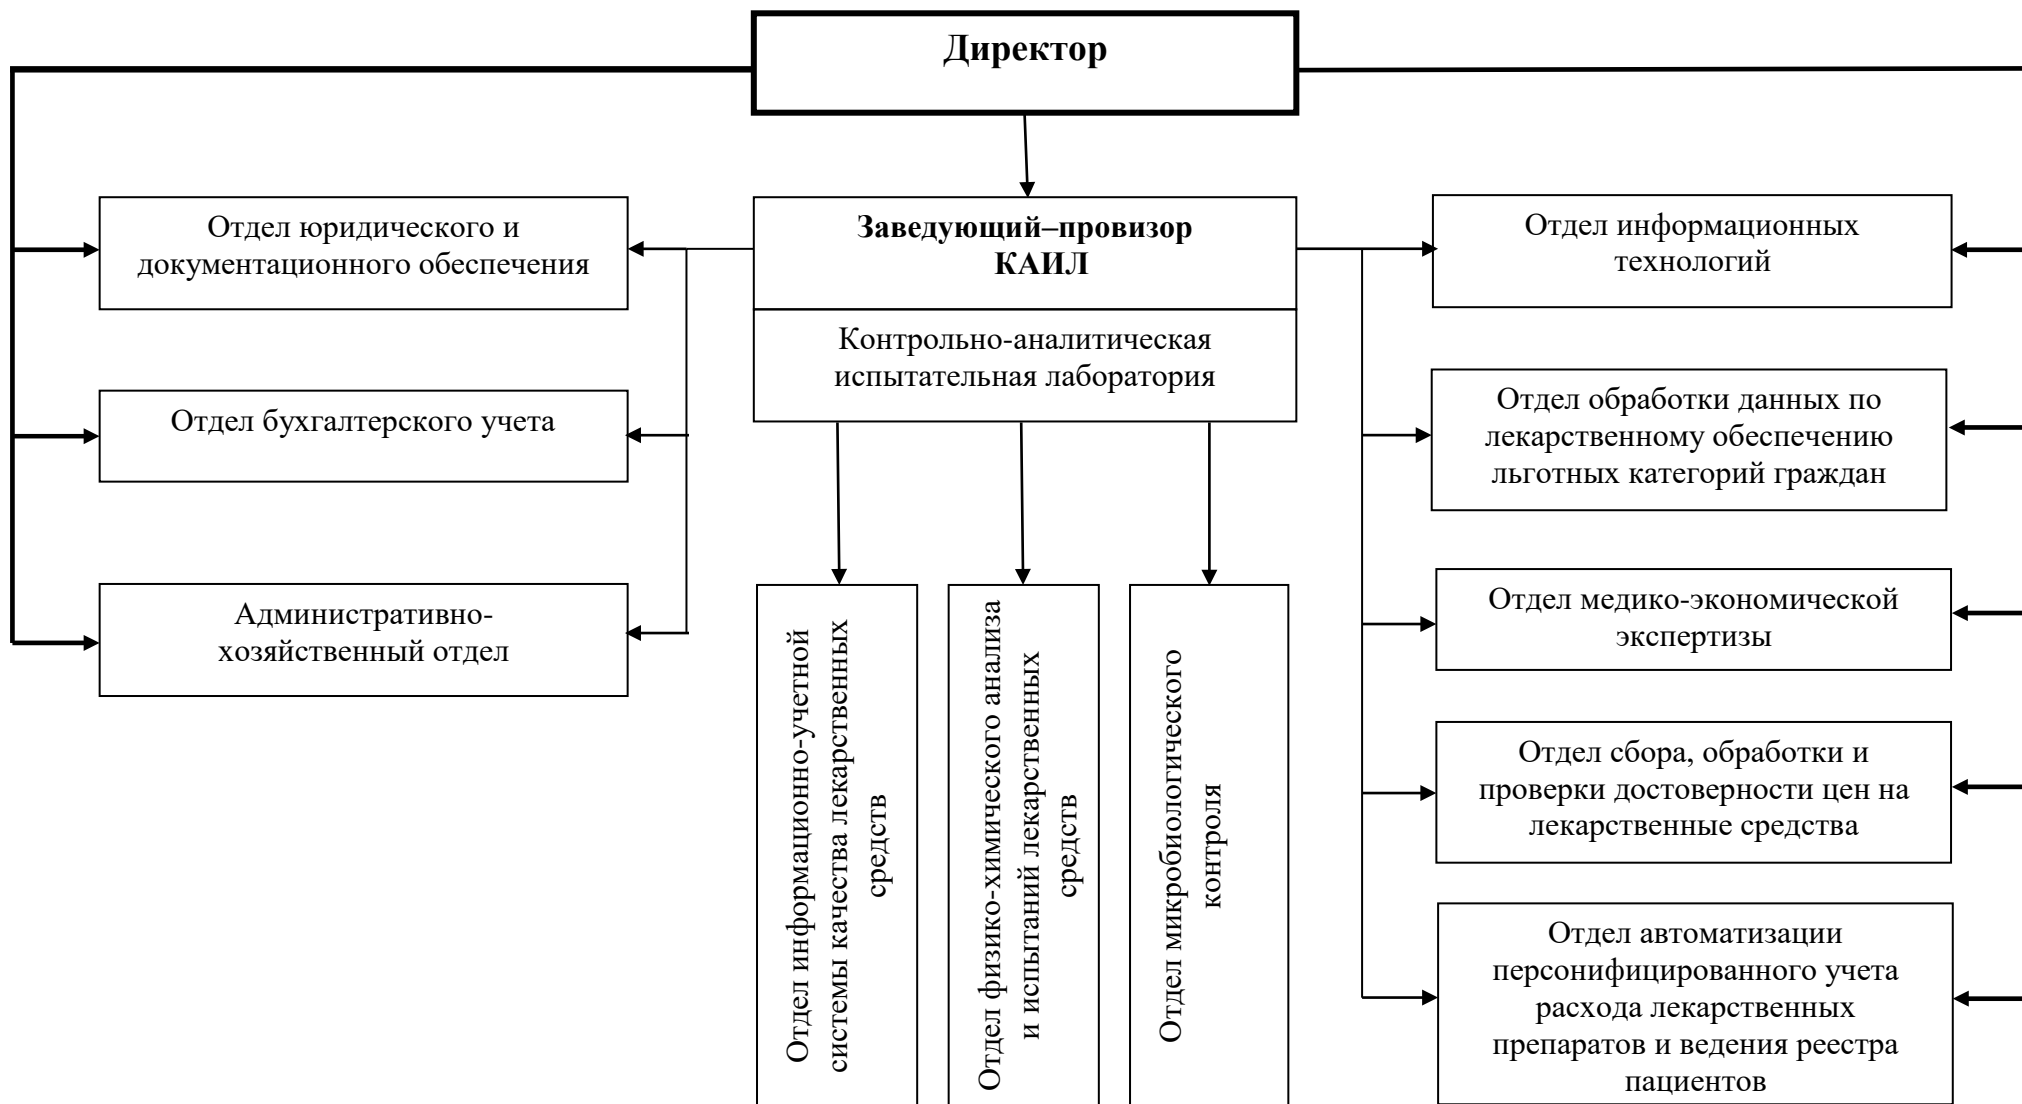 Директор
Отдел юридического и
документационного обеспечения
Отдел бухгалтерского учета
Административно-
хозяйственный отдел
Заведующий–провизор
КАИЛ
Контрольно-аналитическая
испытательная лаборатория
Отдел информационно-учетной
системы качества лекарственных
средств
Отдел физико-химического анализа
и испытаний лекарственных
средств
Отдел микробиологического
контроля
Отдел информационных
технологий
Отдел обработки данных по
лекарственному обеспечению
льготных категорий граждан
Отдел медико-экономической
экспертизы
Отдел сбора, обработки и
проверки достоверности цен на
лекарственные средства
Отдел автоматизации
персонифицированного учета
расхода лекарственных
препаратов и ведения реестра
пациентов